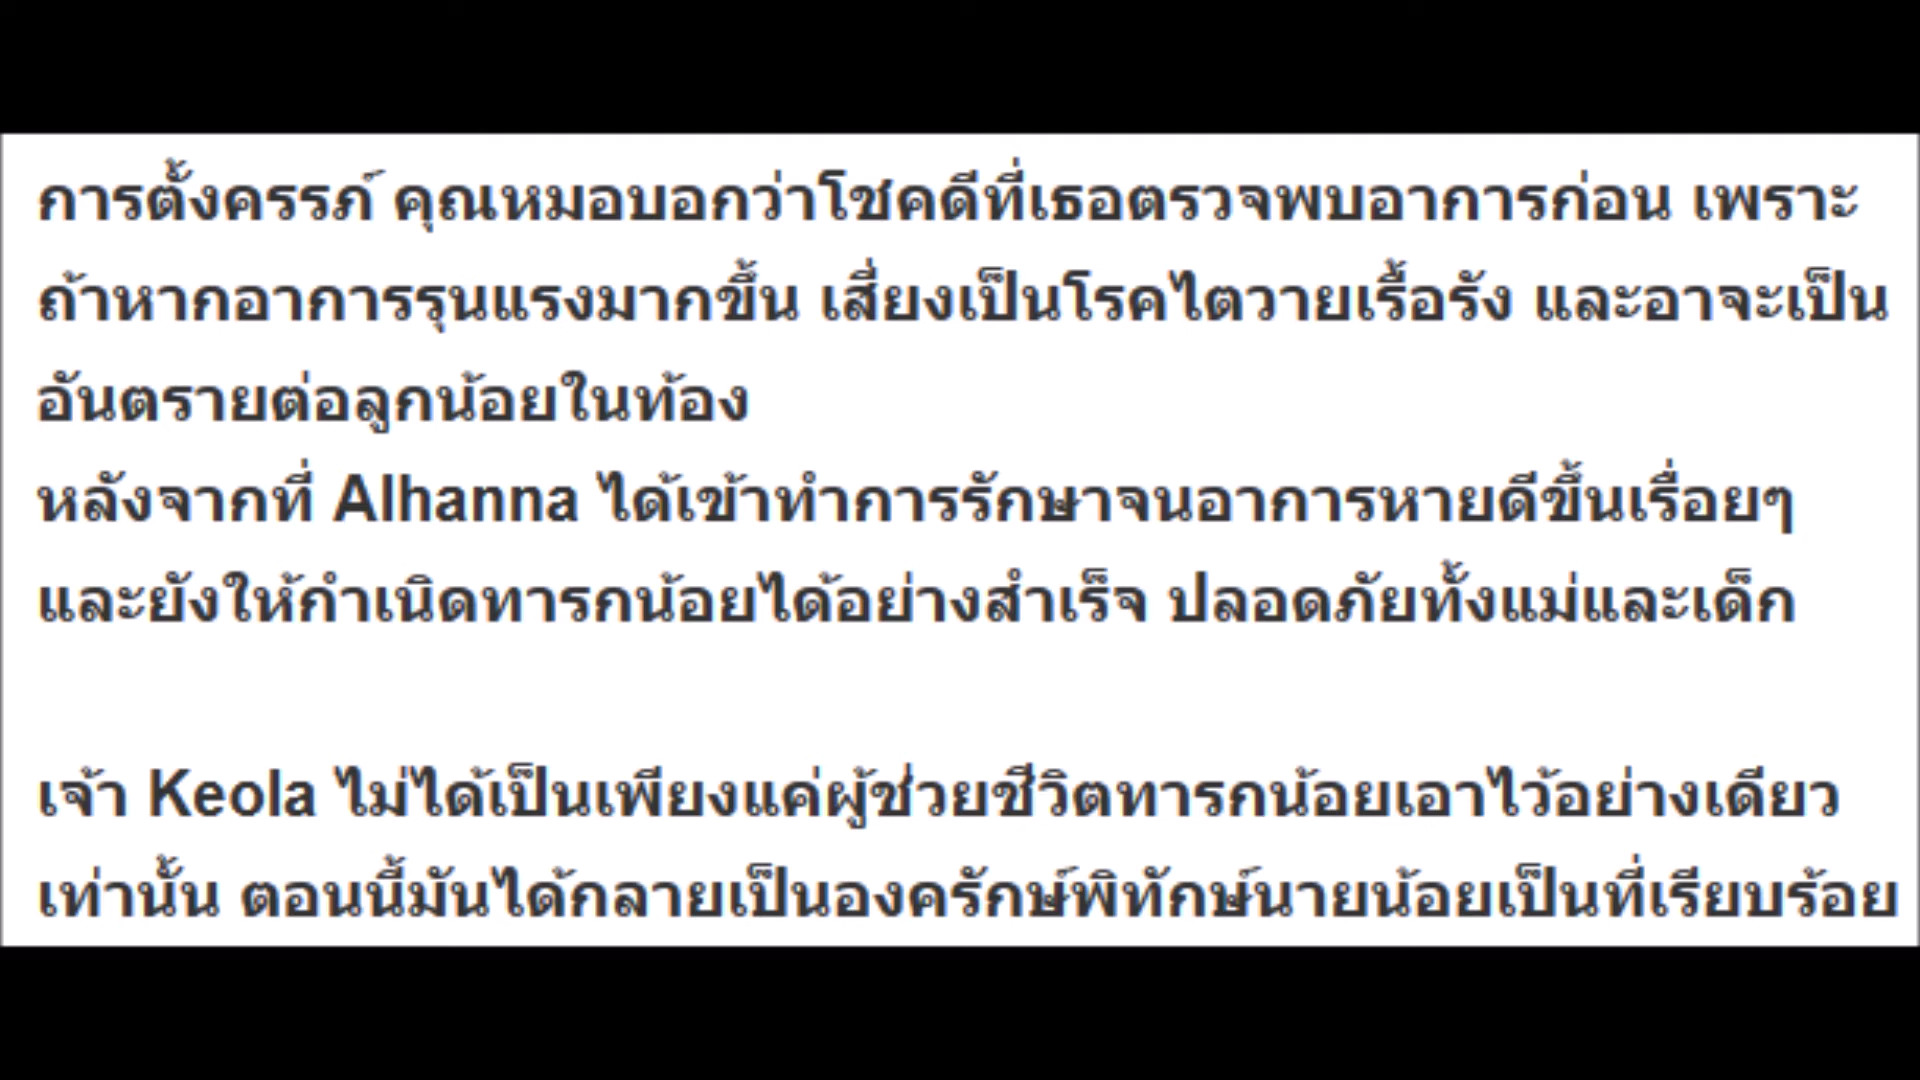 การตั้งครรภ์ คุณหมอบอกว่าโชคดีที่เธอตรวจพบอาการก่อน เพราะ
ถ้าหากอาการรุนแรงมากขึ้น เสี่ยงเป็นโรคไตวายเรื้อรัง และอาจะเป็น
อันตรายต่อลูกน้อยในท้อง
หลังจากที่ Alhanna ได้เข้าทำการรักษาจนอาการหายดีขึ้นเรื่อยๆ
และยังให้กำเนิดทารกน้อยได้อย่างสำเร็จ ปลอดภัยทั้งแม่และเด็ก
เจ้า Keola ไม่ได้เป็นเพียงแค่ผู้ช่วยชีวิตทารกน้อยเอาไว้อย่างเดียว
เท่านั้น ตอนนี้มันได้กลายเป็นองครักษ์พิทักษ์นายน้อยเป็นที่เรียบร้อย